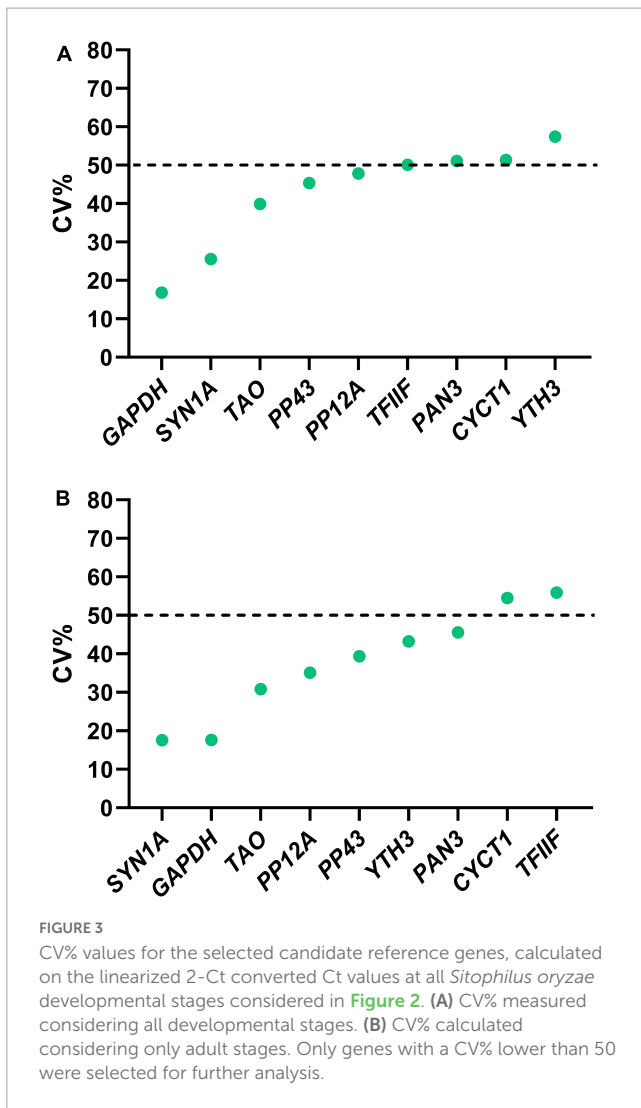 A
80
70
60
50
40
30
20
10
0
CV%
GAPDH
SYN1A
TAO
PP43
PP12A
TFIIF
PAN3
CYCT1
YTH3
B
80
70
60
50
40
30
20
10
0
CV%
SYN1A
GAPDH
TAO
PP12A
PP43
YTH3
PAN3
CYCT1
TFIIF
FIGURE 3
CV% values for the selected candidate reference genes, calculated
on the linearized 2-Ct converted Ct values at all Sitophilus oryzae
developmental stages considered in Figure 2. (A) CV% measured
considering all developmental stages. (B) CV% calculated
considering only adult stages. Only genes with a CV% lower than 50
were selected for further analysis.